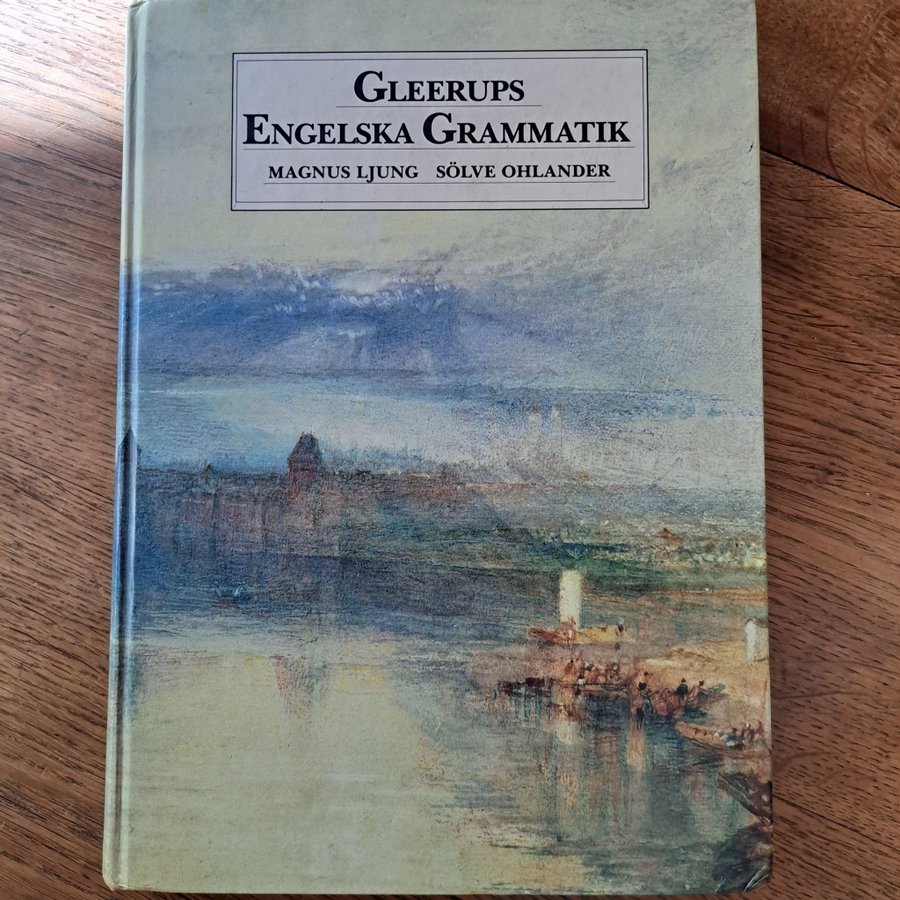 GLEERUPS
ENGELSKA GRAMMATIK
MAGNUS LJUNG SÖLVE OHLANDER